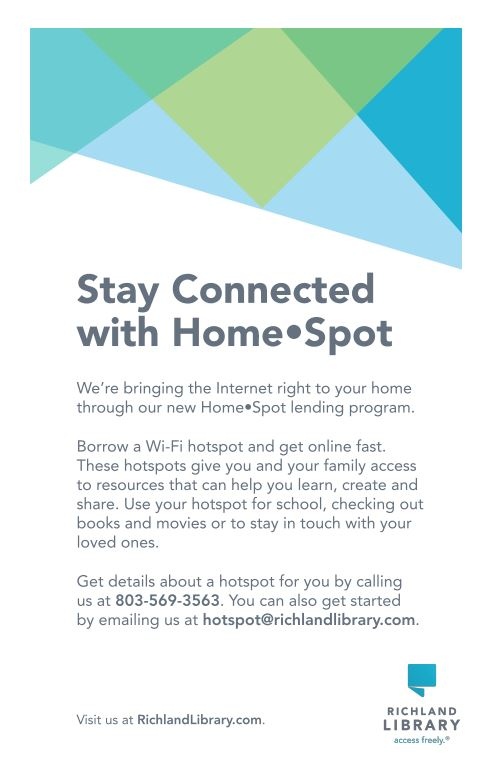 Stay Connected
with Home•Spot
We’re bringing the Internet right to your home
through our new Home•Spot lending program.
Borrow a Wi-Fi hotspot and get online fast.
These hotspots give you and your family access
to resources that can help you learn, create and
share. Use your hotspot for school, checking out
books and movies or to stay in touch with your
loved ones.
Get details about a hotspot for you by calling
us at 803-569-3563. You can also get started
by emailing us at hotspot@richlandlibrary.com.
Visit us at RichlandLibrary.com.
RICHLAND
LIBRARY
access freely.®